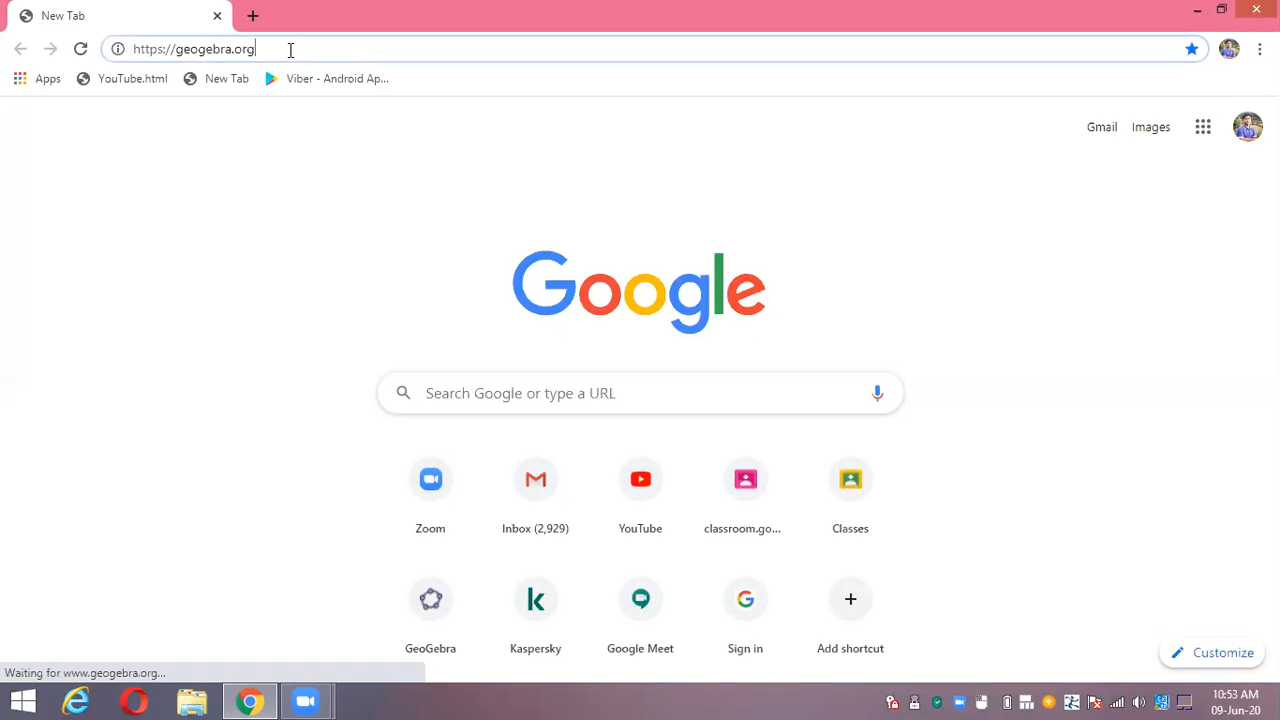 New Tab
https://geogebra.org
Apps
YouTube.html
New Tab
Viber - Android Ap...
Gmail
Images
Google
Search Google or type a URL
Zoom
Inbox (2,929)
YouTube
classroom.go...
Classes
GeoGebra
Kaspersky
Google Meet
Sign in
Add shortcut
Customize
Waiting for www.geogebra.org...
10:53 AM
09-Jun-20